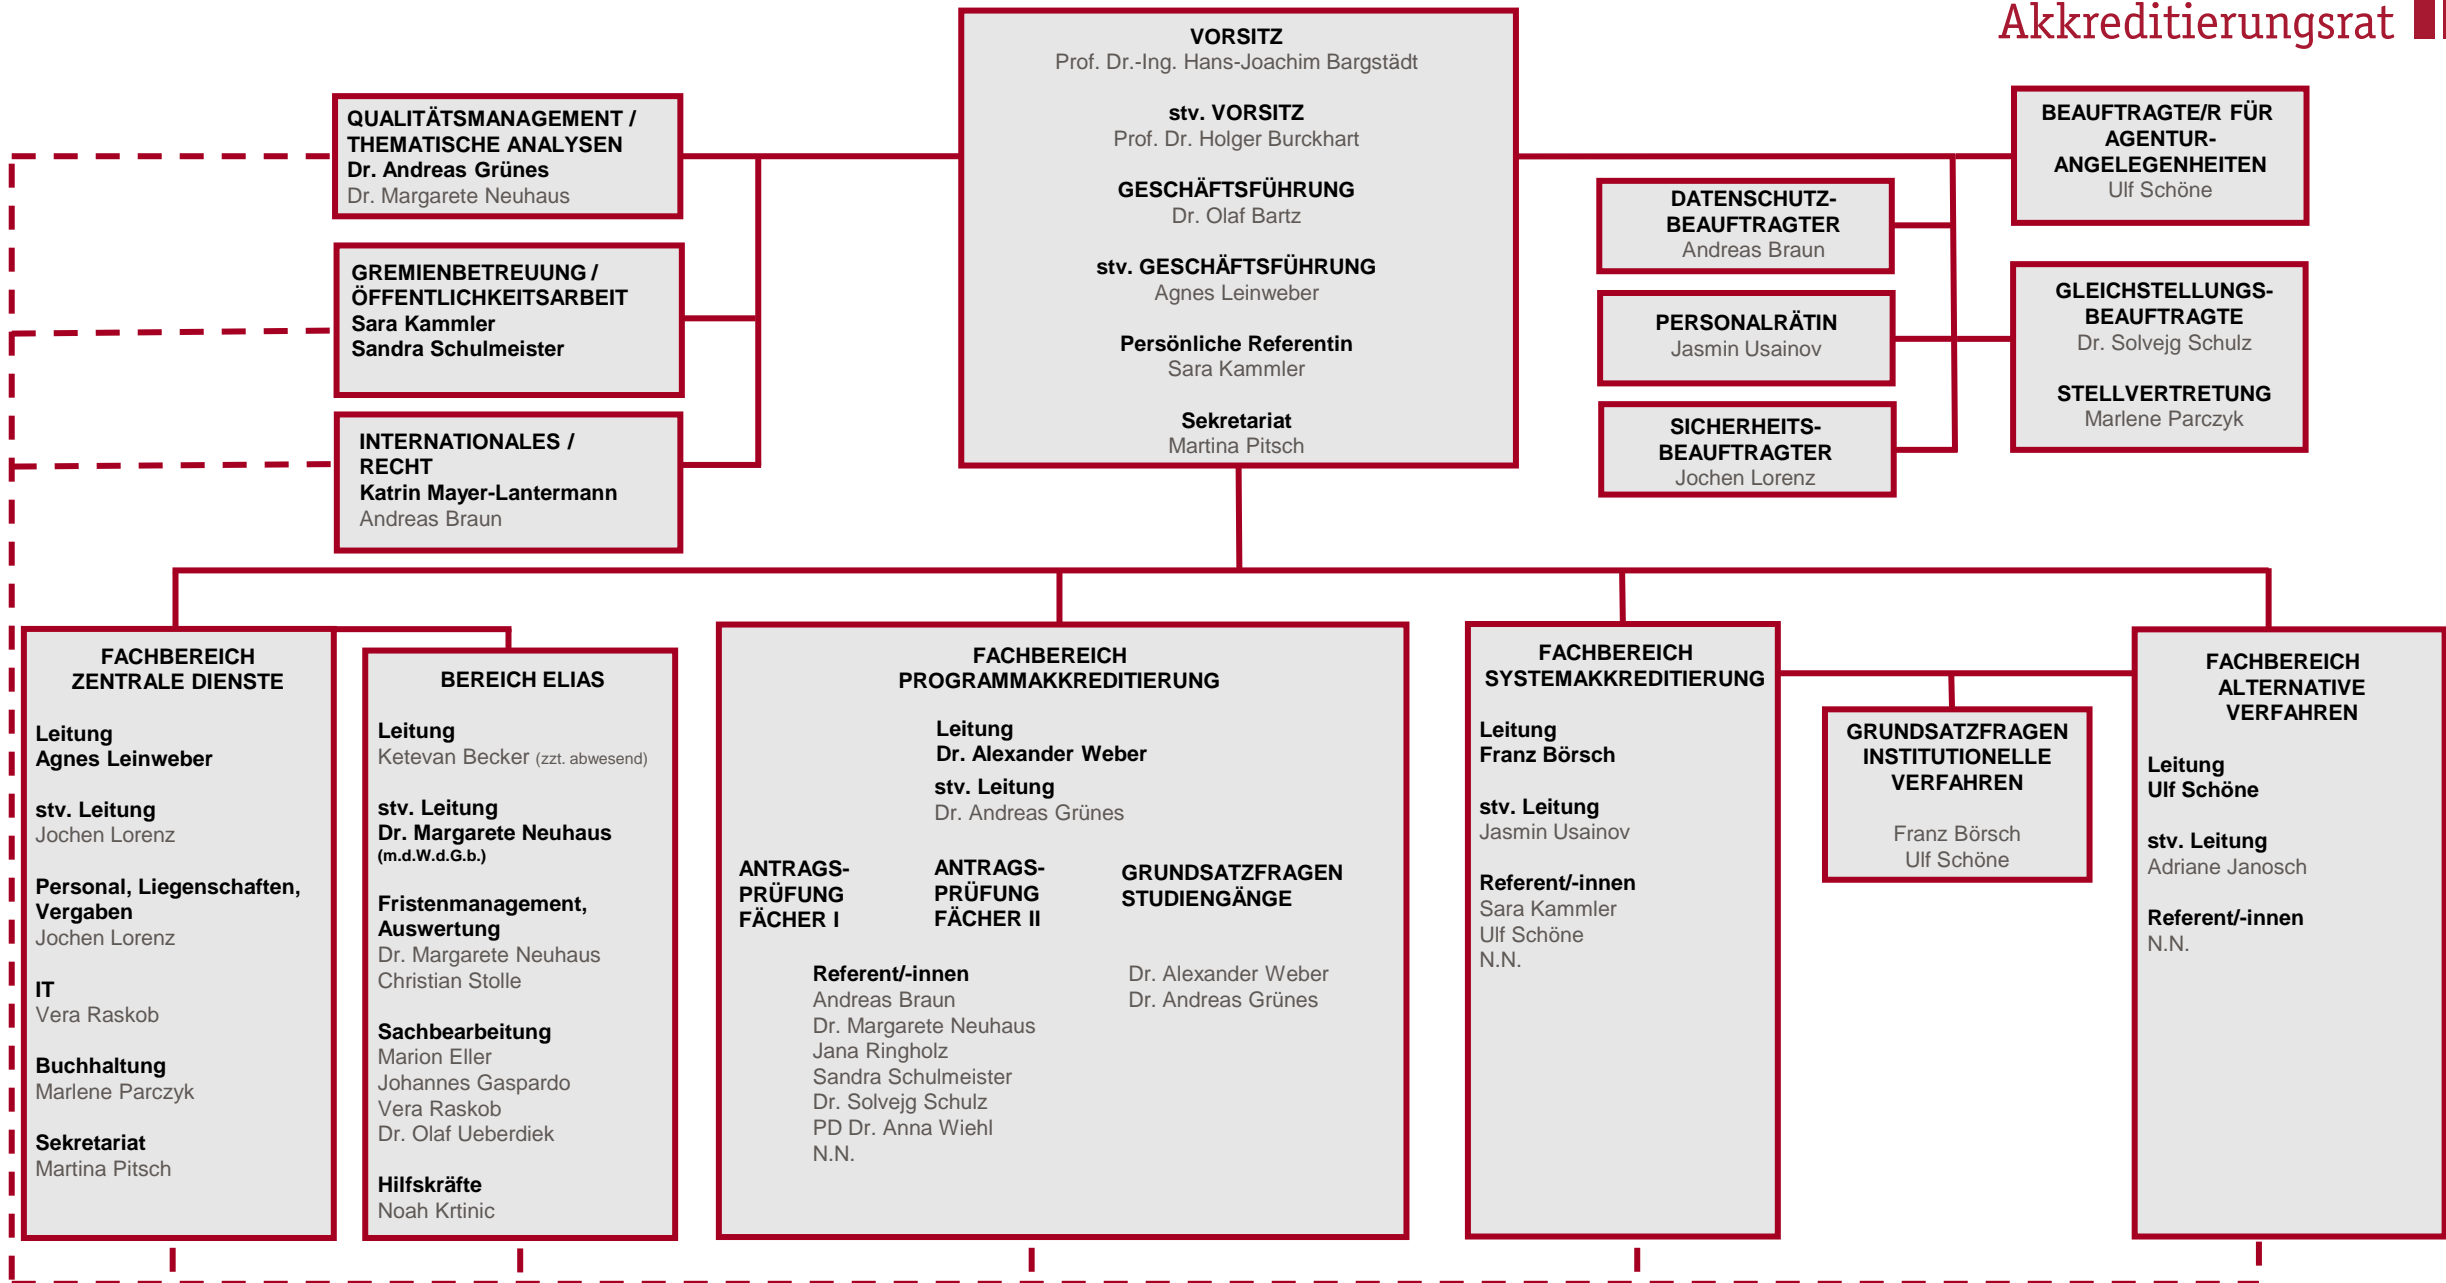 Akkreditierungsrat
VORSITZ
Prof. Dr.-Ing. Hans-Joachim Bargstädt
stv. VORSITZ
Prof. Dr. Holger Burckhart
GESCHÄFTSFÜHRUNG
Dr. Olaf Bartz
stv. GESCHÄFTSFÜHRUNG
Agnes Leinweber
Persönliche Referentin
Sara Kammler
Sekretariat
Martina Pitsch
QUALITÄTSMANAGEMENT /
THEMATISCHE ANALYSEN
Dr. Andreas Grünes
Dr. Margarete Neuhaus
GREMIENBETREUUNG /
ÖFFENTLICHKEITSARBEIT
Sara Kammler
Sandra Schulmeister
INTERNATIONALES /
RECHT
Katrin Mayer-Lantermann
Andreas Braun
DATENSCHUTZ-
BEAUFTRAGTER
Andreas Braun
PERSONALRÄTIN
Jasmin Usainov
SICHERHEITS-
BEAUFTRAGTER
Jochen Lorenz
BEAUFTRAGTE/R FÜR
AGENTUR-
ANGELEGENHEITEN
Ulf Schöne
GLEICHSTELLUNGS-
BEAUFTRAGTE
Dr. Solvejg Schulz
STELLVERTRETUNG
Marlene Parczyk
FACHBEREICH
ZENTRALE DIENSTE
Leitung
Agnes Leinweber
stv. Leitung
Jochen Lorenz
Personal, Liegenschaften,
Vergaben
Jochen Lorenz
IT
Vera Raskob
Buchhaltung
Marlene Parczyk
Sekretariat
Martina Pitsch
BEREICH ELIAS
Leitung
Ketevan Becker (zzt. abwesend)
stv. Leitung
Dr. Margarete Neuhaus
(m.d.W.d.G.b.)
Fristenmanagement,
Auswertung
Dr. Margarete Neuhaus
Christian Stolle
Sachbearbeitung
Marion Eller
Johannes Gaspardo
Vera Raskob
Dr. Olaf Ueberdiek
Hilfskräfte
Noah Krtinic
FACHBEREICH
PROGRAMMAKKREDITIERUNG
Leitung
Dr. Alexander Weber
stv. Leitung
Dr. Andreas Grünes
ANTRAGS-
PRÜFUNG
FÄCHER I
ANTRAGS-
PRÜFUNG
FÄCHER II
GRUNDSATZFRAGEN
STUDIENGÄNGE
Referent/-innen
Andreas Braun
Dr. Margarete Neuhaus
Jana Ringholz
Sandra Schulmeister
Dr. Solvejg Schulz
PD Dr. Anna Wiehl
N.N.
Dr. Alexander Weber
Dr. Andreas Grünes
FACHBEREICH
SYSTEMAKKREDITIERUNG
Leitung
Franz Börsch
stv. Leitung
Jasmin Usainov
Referent/-innen
Sara Kammler
Ulf Schöne
N.N.
GRUNDSATZFRAGEN
INSTITUTIONELLE
VERFAHREN
Franz Börsch
Ulf Schöne
FACHBEREICH
ALTERNATIVE
VERFAHREN
Leitung
Ulf Schöne
stv. Leitung
Adriane Janosch
Referent/-innen
N.N.